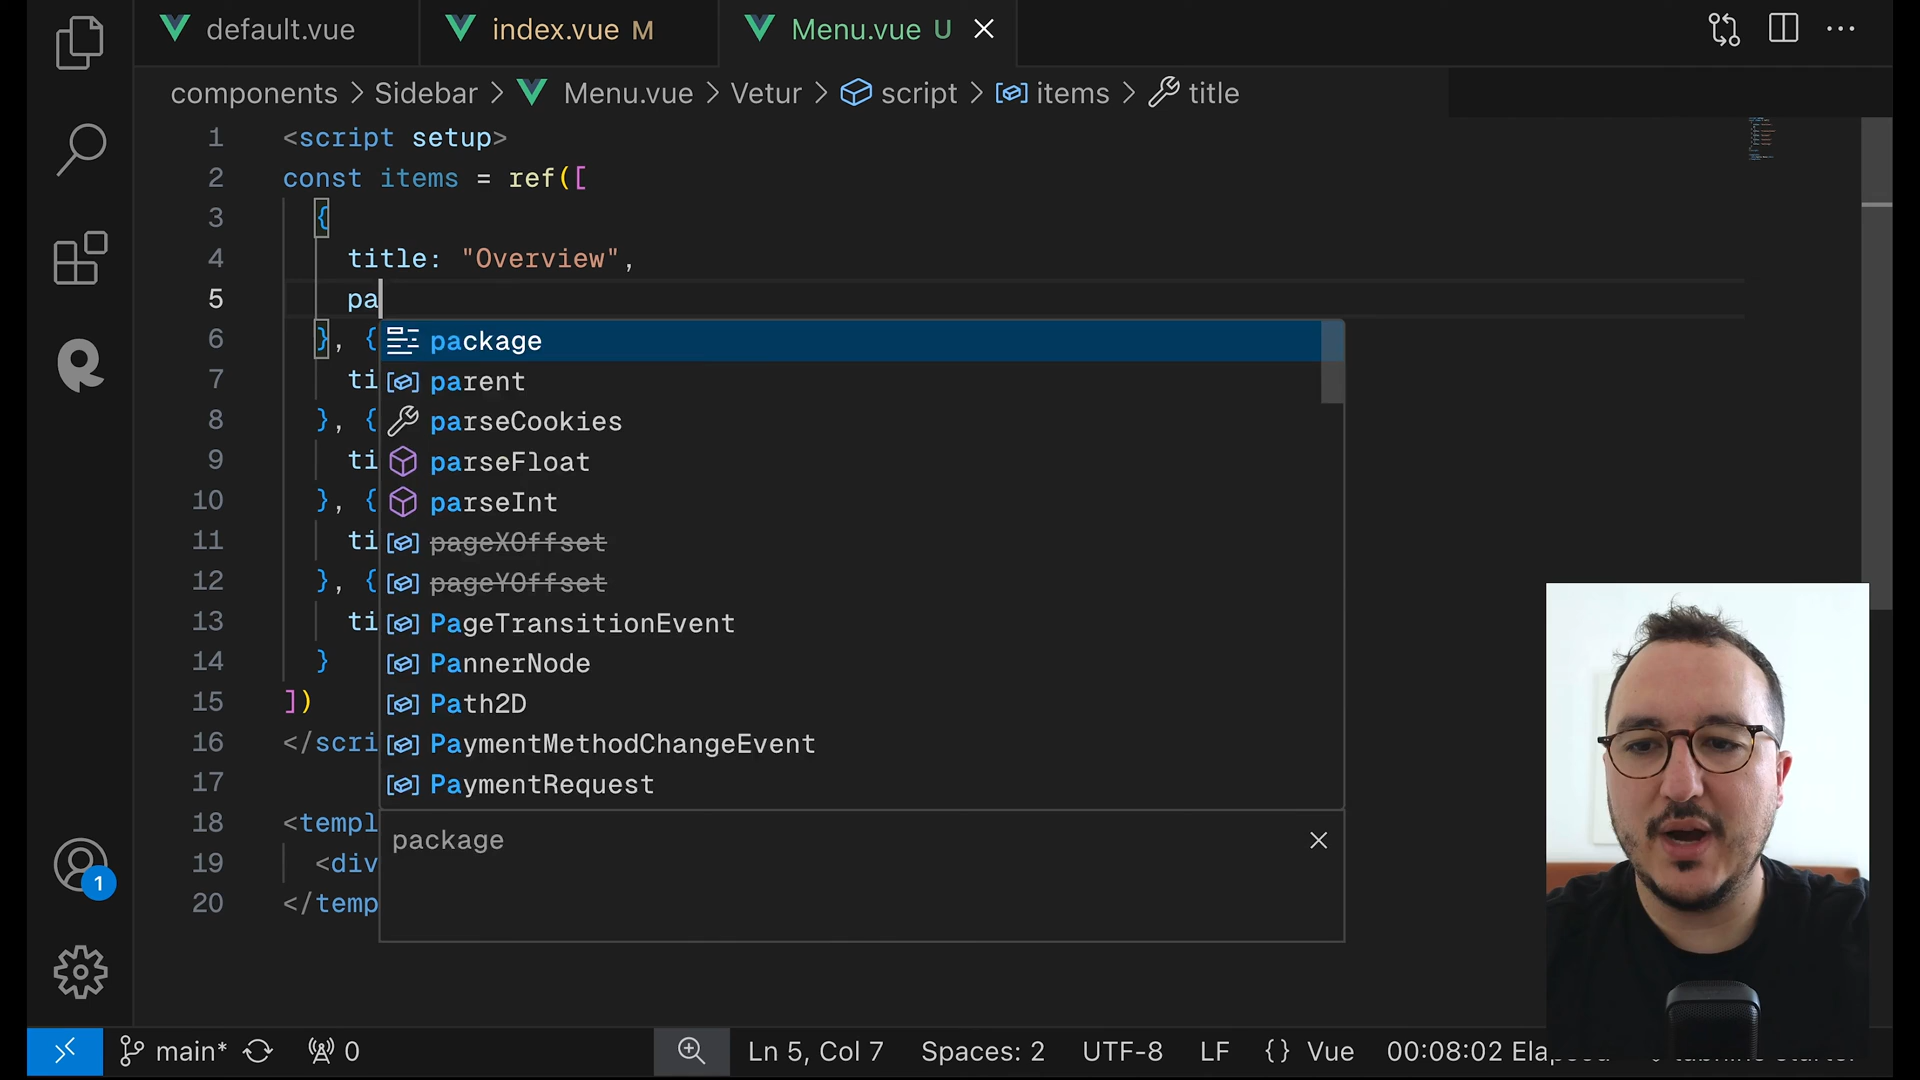 default.vue
index.vue M
Menu.vue U
components > Sidebar > Menu.vue > Vetur > script > items > title
1 <script setup>
2 const items = ref([
3 {
4 title: "Overview",
5 pa
6 }, {
7 ti
8 }, {
9 ti
10 }, {
11 ti
12 }, {
13 ti
14 }
15 ])
16 </scri
17
18 <templ
19 <div
20 </temp
package
parent
parseCookies
parseFloat
parseInt
pageXOffset
pageYOffset
PageTransitionEvent
PannerNode
Path2D
PaymentMethodChangeEvent
PaymentRequest
package
1
main* 0 Ln 5, Col 7 Spaces: 2 UTF-8 LF {} Vue 00:08:02